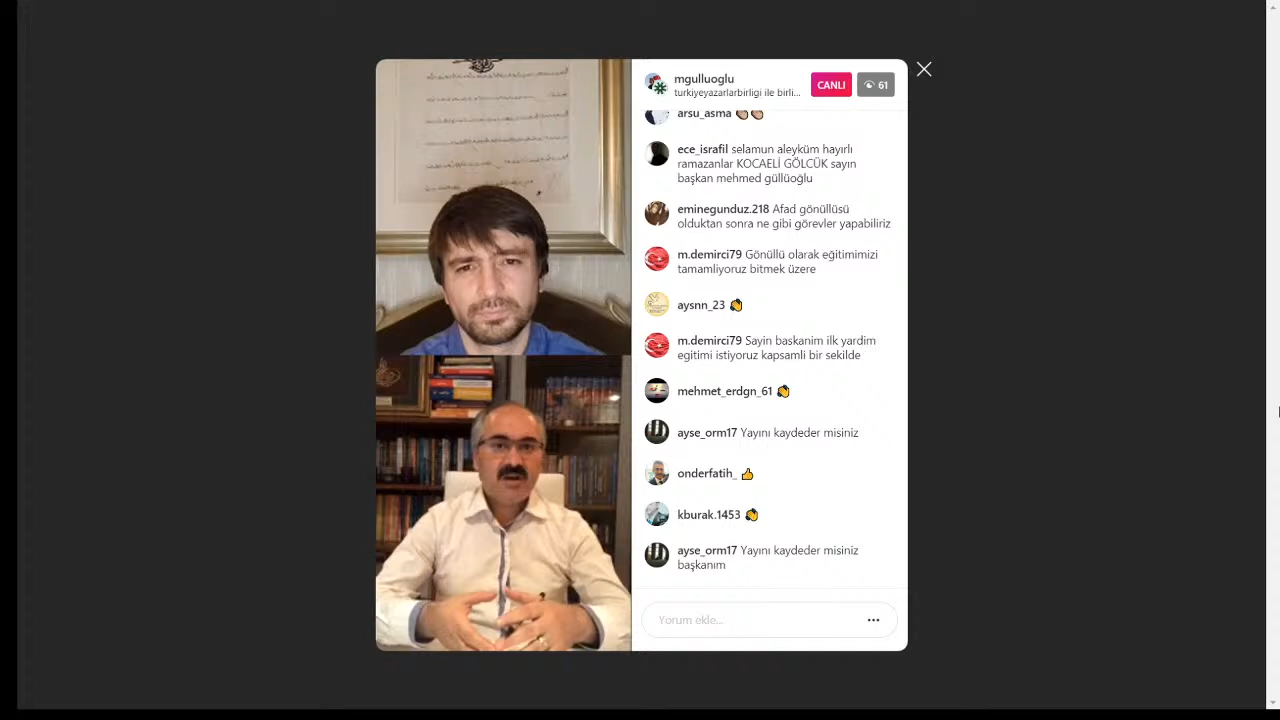 mgulluoglu
turkiyeyazarlarbirligi ile birli...
CANLI
61
arsu_asma
ece_israfil selamun aleyküm hayırlı
ramazanlar KOCAELİ GÖLCÜK sayın
başkan mehmed güllüoğlu
eminegunduz.218 Afad gönüllüsü
olduktan sonra ne gibi görevler yapabiliriz
m.demirci79 Gönüllü olarak eğitimimizi
tamamliyoruz bitmek üzere
aysnn_23
m.demirci79 Sayin baskanim ilk yardim
egitimi istiyoruz kapsamli bir sekilde
mehmet_erdgn_61
ayse_orm17 Yayını kaydeder misiniz
onderfatih_
kburak.1453
ayse_orm17 Yayını kaydeder misiniz
başkanım
Yorum ekle...